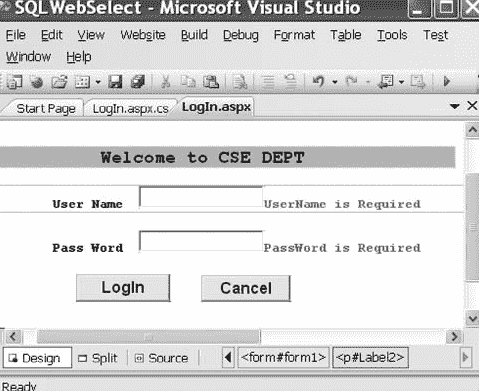 SQLWebSelect - Microsoft Visual Studio
File Edit View Website Build Debug Format Table Tools Test
Window Help
Start Page LogIn.aspx.cs LogIn.aspx
Welcome to CSE DEPT
User Name UserName is Required
Pass Word PassWord is Required
LogIn Cancel
Design Split Source <form#form1> <p#Label2>
Ready